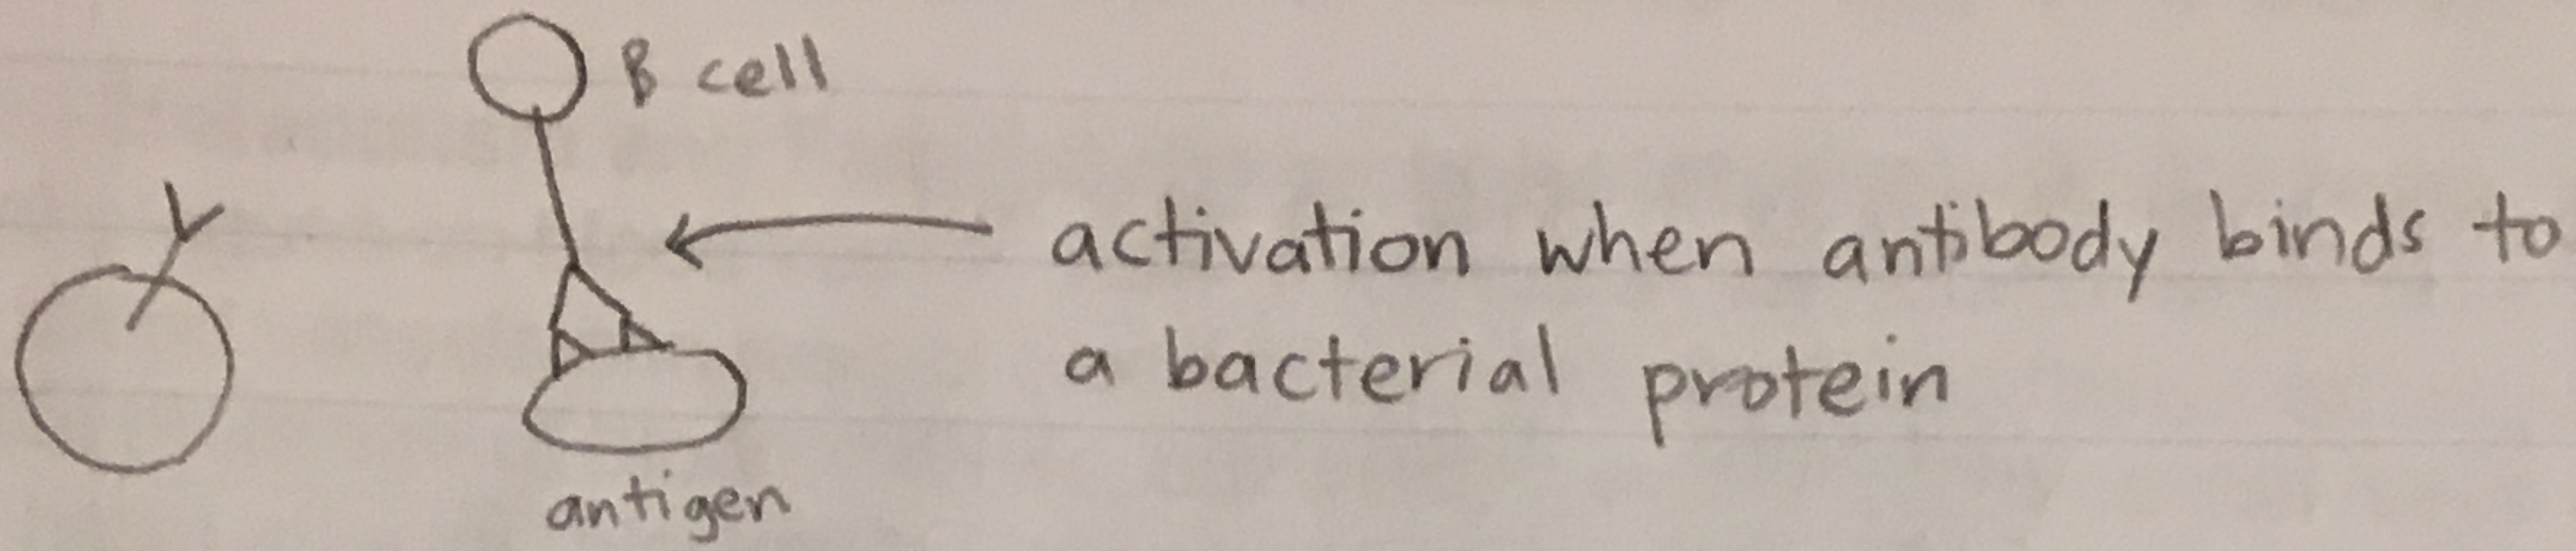 B cell
activation when antibody binds to
a bacterial protein
antigen